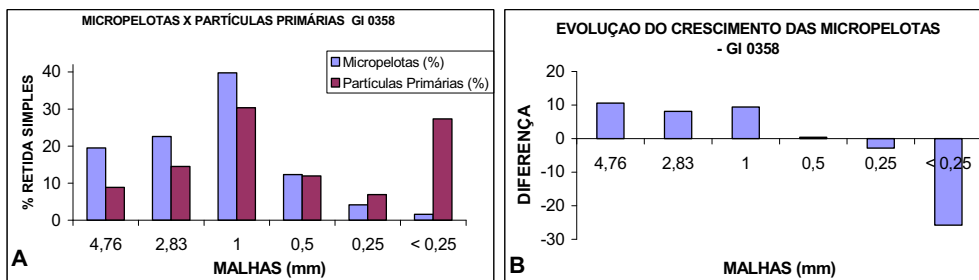 MICROPELOTAS X PARTÍCULAS PRIMÁRIAS GI 0358
Micropelotas (%)
Partículas Primárias (%)
% RETIDA SIMPLES
40
30
20
10
0
4,76 2,83 1 0,5 0,25 < 0,25
MALHAS (mm)
A
EVOLUÇAO DO CRESCIMENTO DAS MICROPELOTAS
- GI 0358
DIFERENÇA
20
10
0
-10
-20
-30
4,76 2,83 1 0,5 0,25 < 0,25
MALHAS (mm)
B